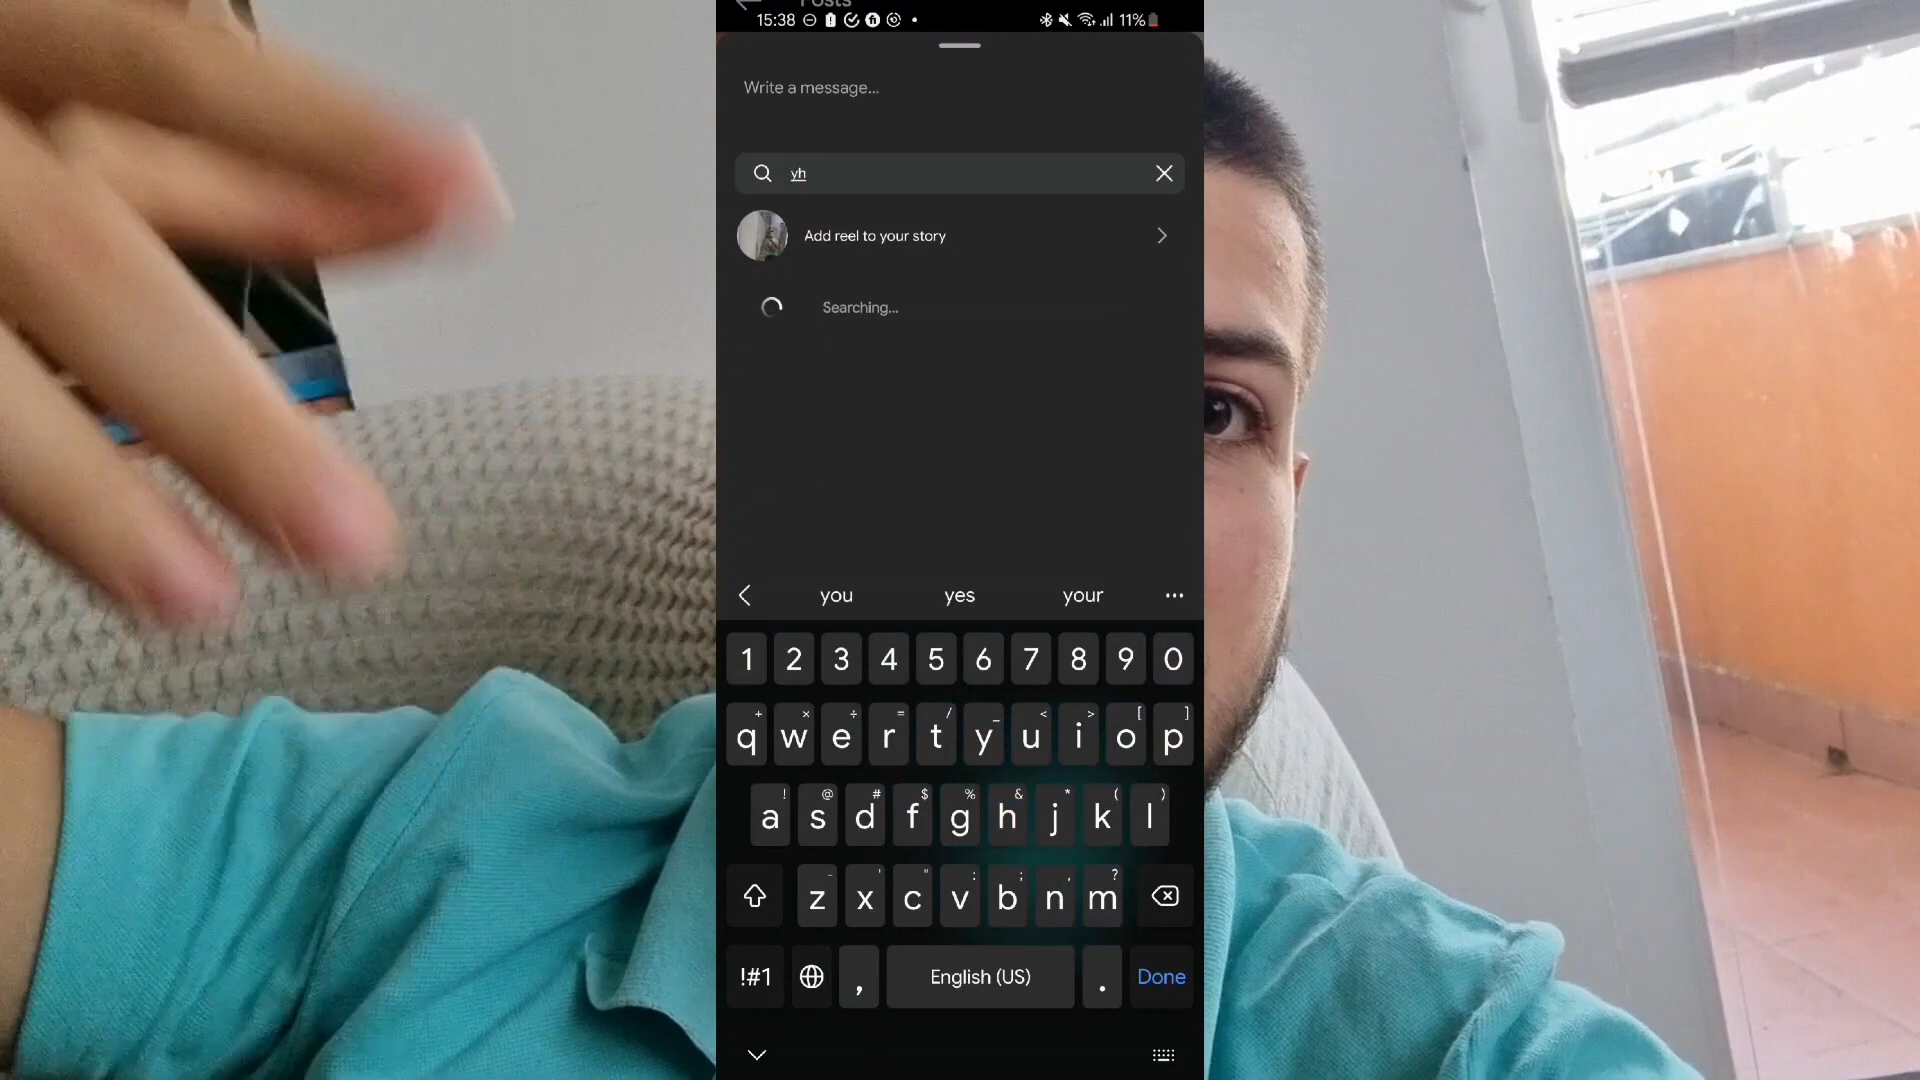 Posts
15:38 11%
Write a message...
yh
Add reel to your story
Searching...
you yes your
1 2 3 4 5 6 7 8 9 0
+ × ÷ = / _ < > [ ]
q w e r t y u i o p
! @ # $ % & * ( )
a s d f g h j k l
- ' " : ; , ?
z x c v b n m
!#1 , English (US) . Done